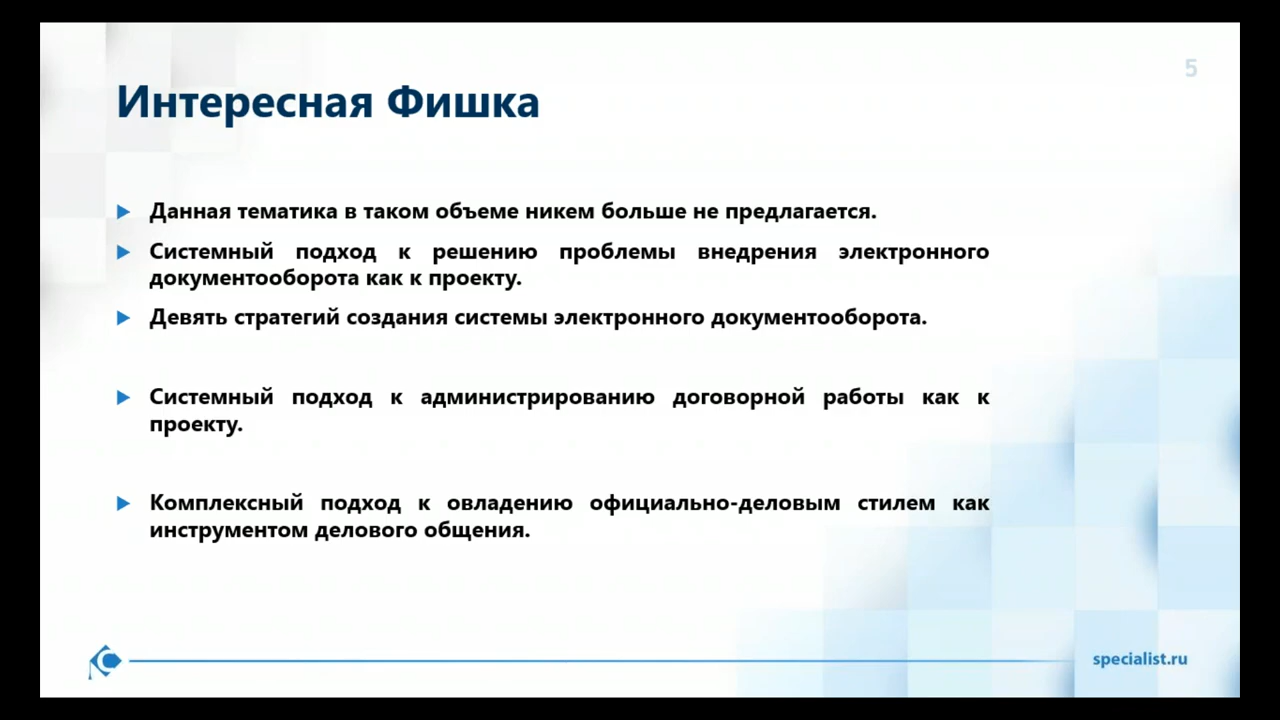 5
Интересная Фишка
Данная тематика в таком объеме никем больше не предлагается.
Системный подход к решению проблемы внедрения электронного
документооборота как к проекту.
Девять стратегий создания системы электронного документооборота.
Системный подход к администрированию договорной работы как к
проекту.
Комплексный подход к овладению официально-деловым стилем как
инструментом делового общения.
specialist.ru